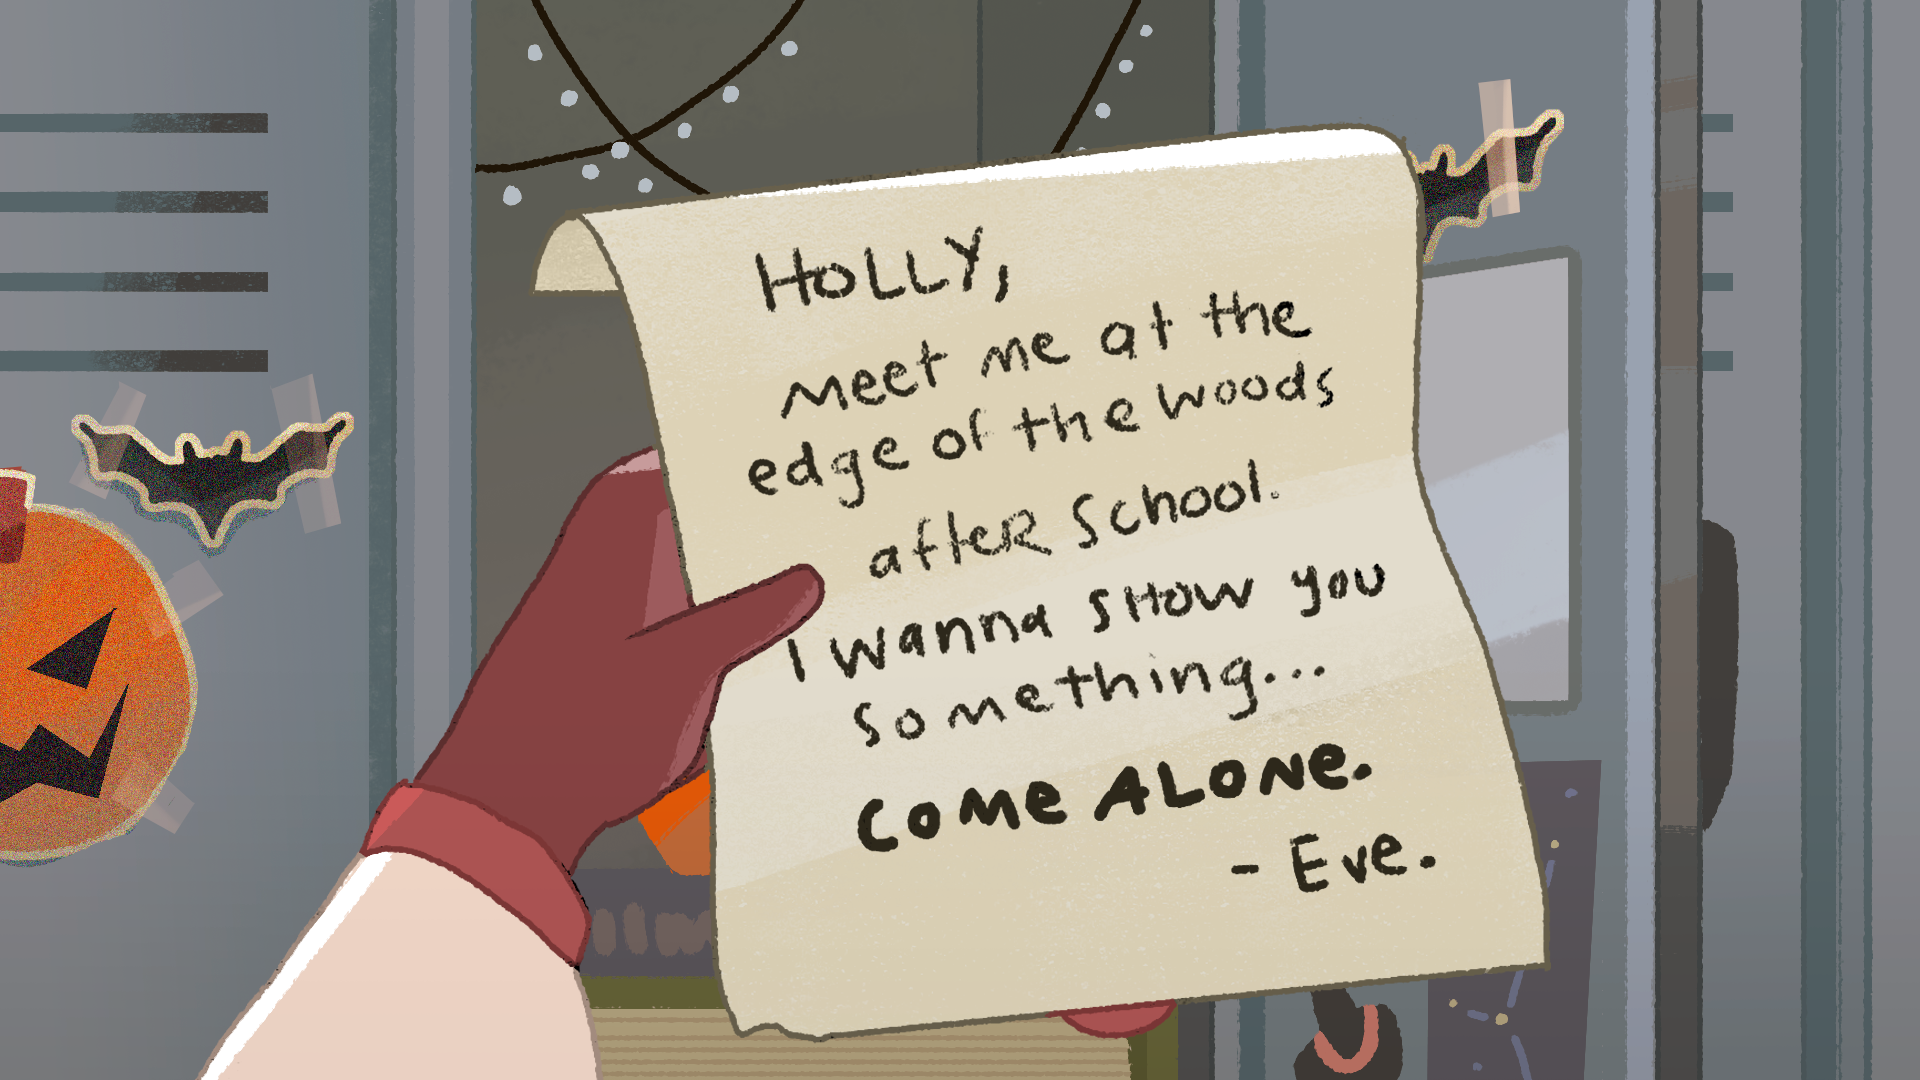 HOLLY,
meet me at the
edge of the woods
after School.
I wanna sHow you
something...
Come ALONe.
- Eve.